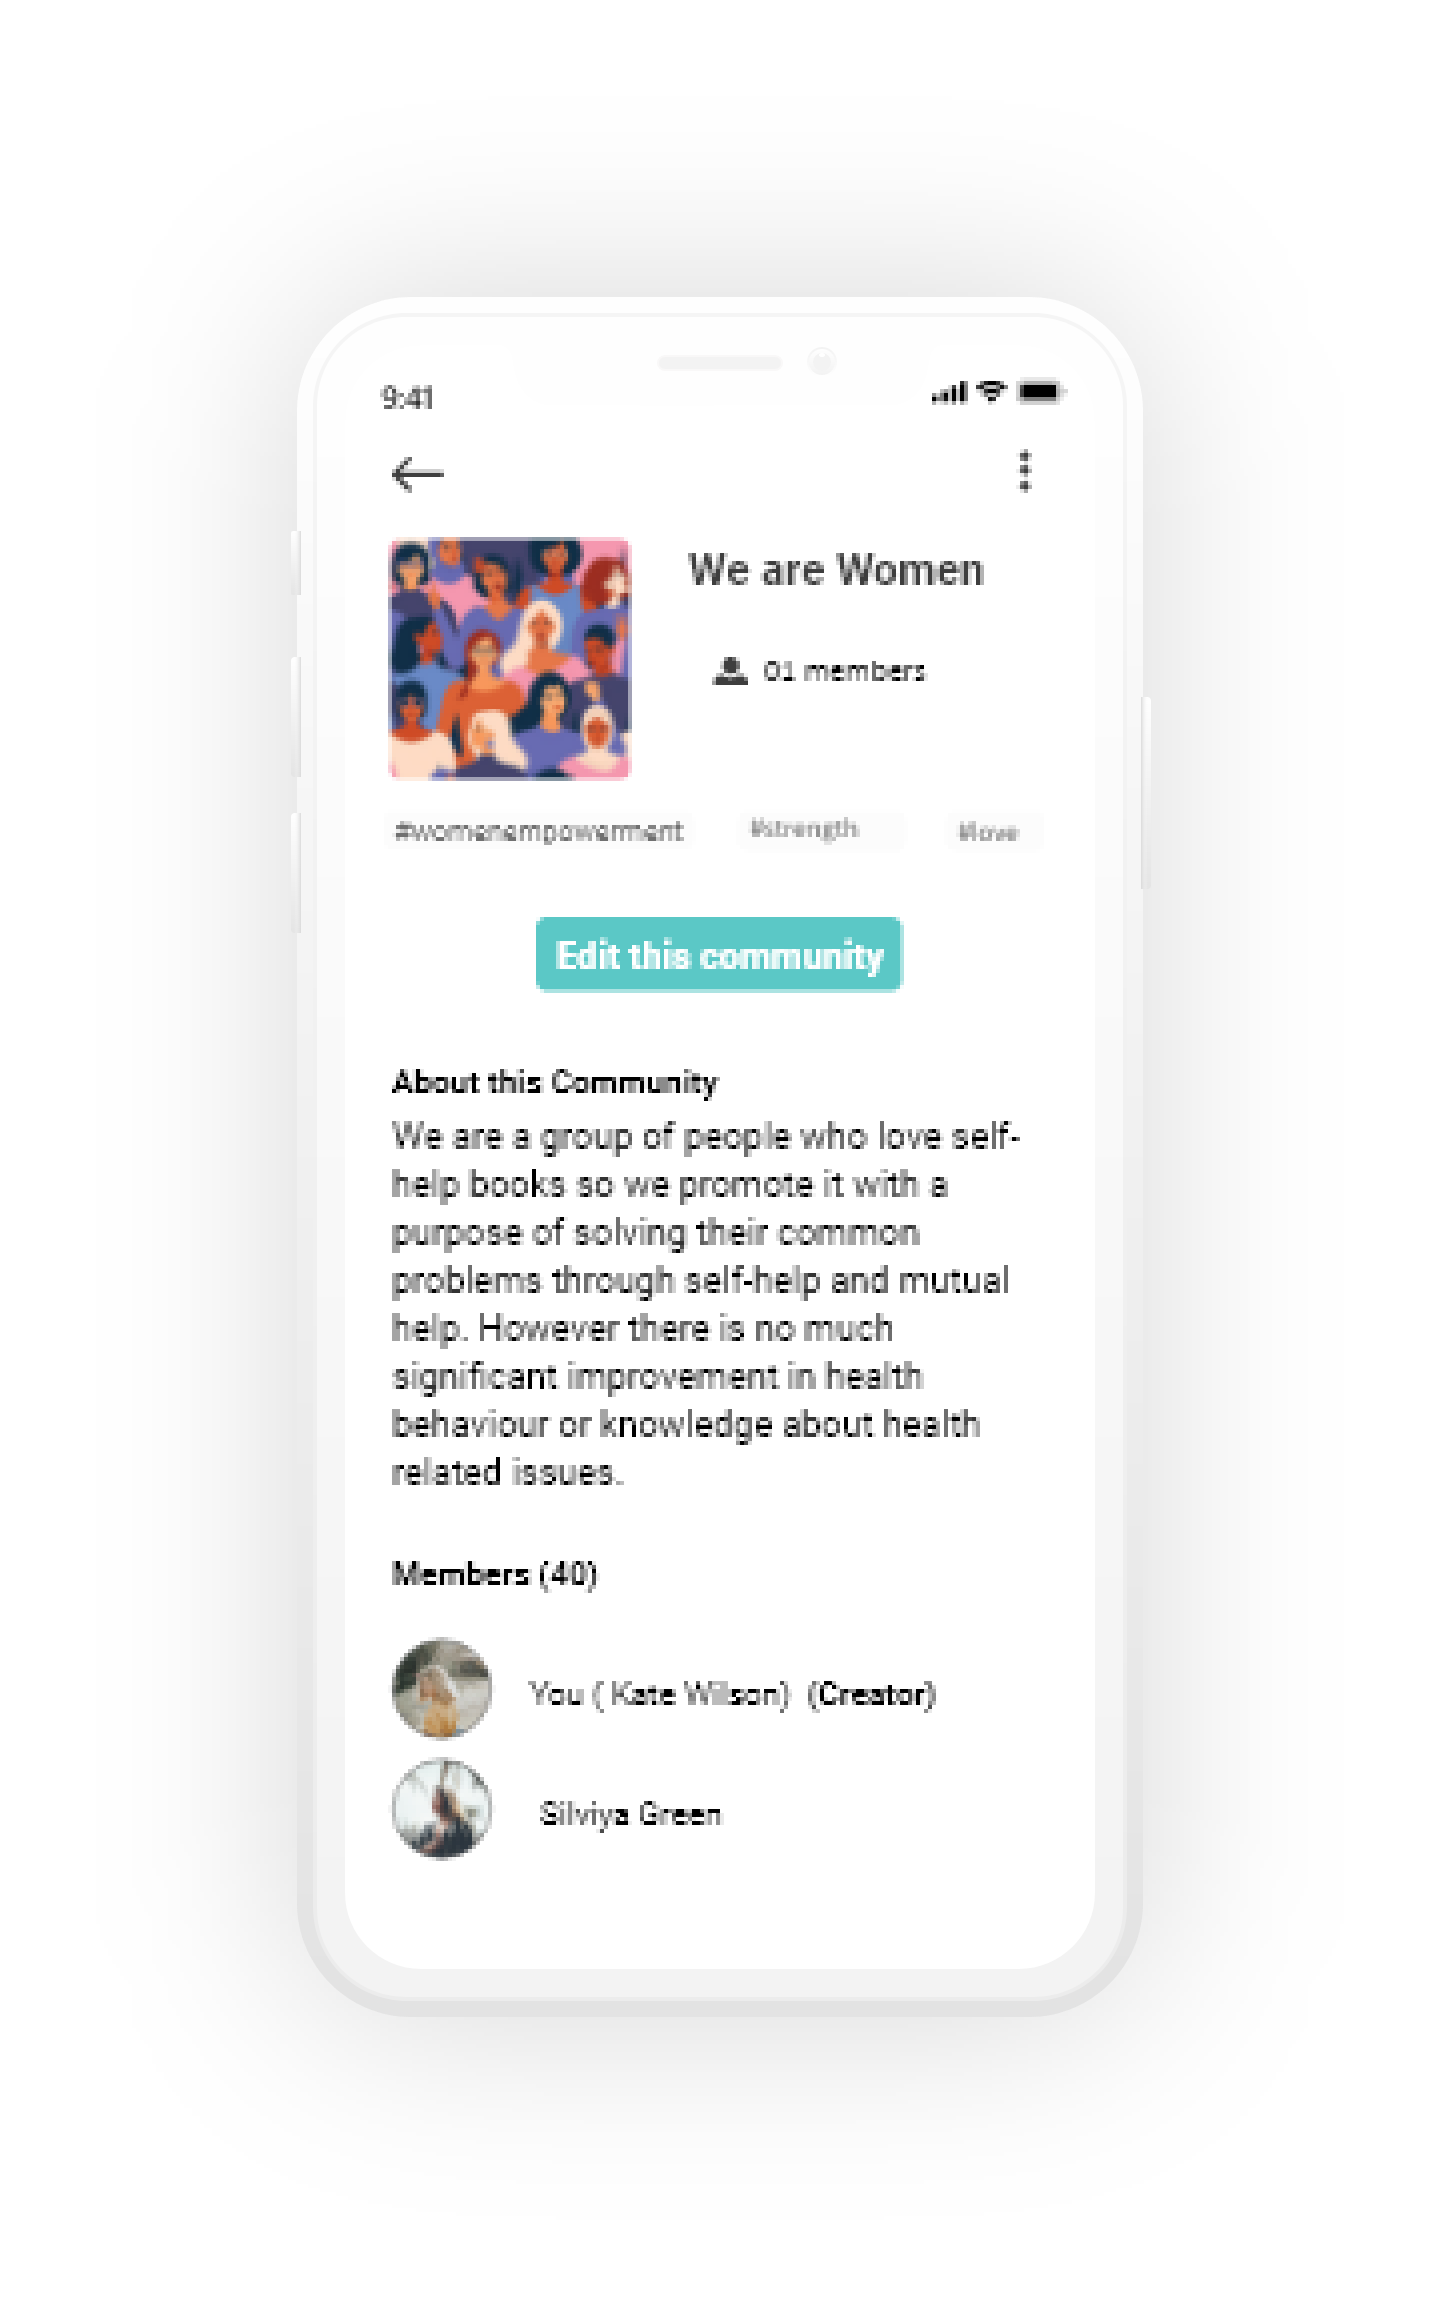 9:41
We are Women
01 members
#womenempowerment #strength #love
Edit this community
About this Community
We are a group of people who love self-
help books so we promote it with a
purpose of solving their common
problems through self-help and mutual
help. However there is no much
significant improvement in health
behaviour or knowledge about health
related issues.
Members (40)
You ( Kate Wilson) (Creator)
Silviya Green